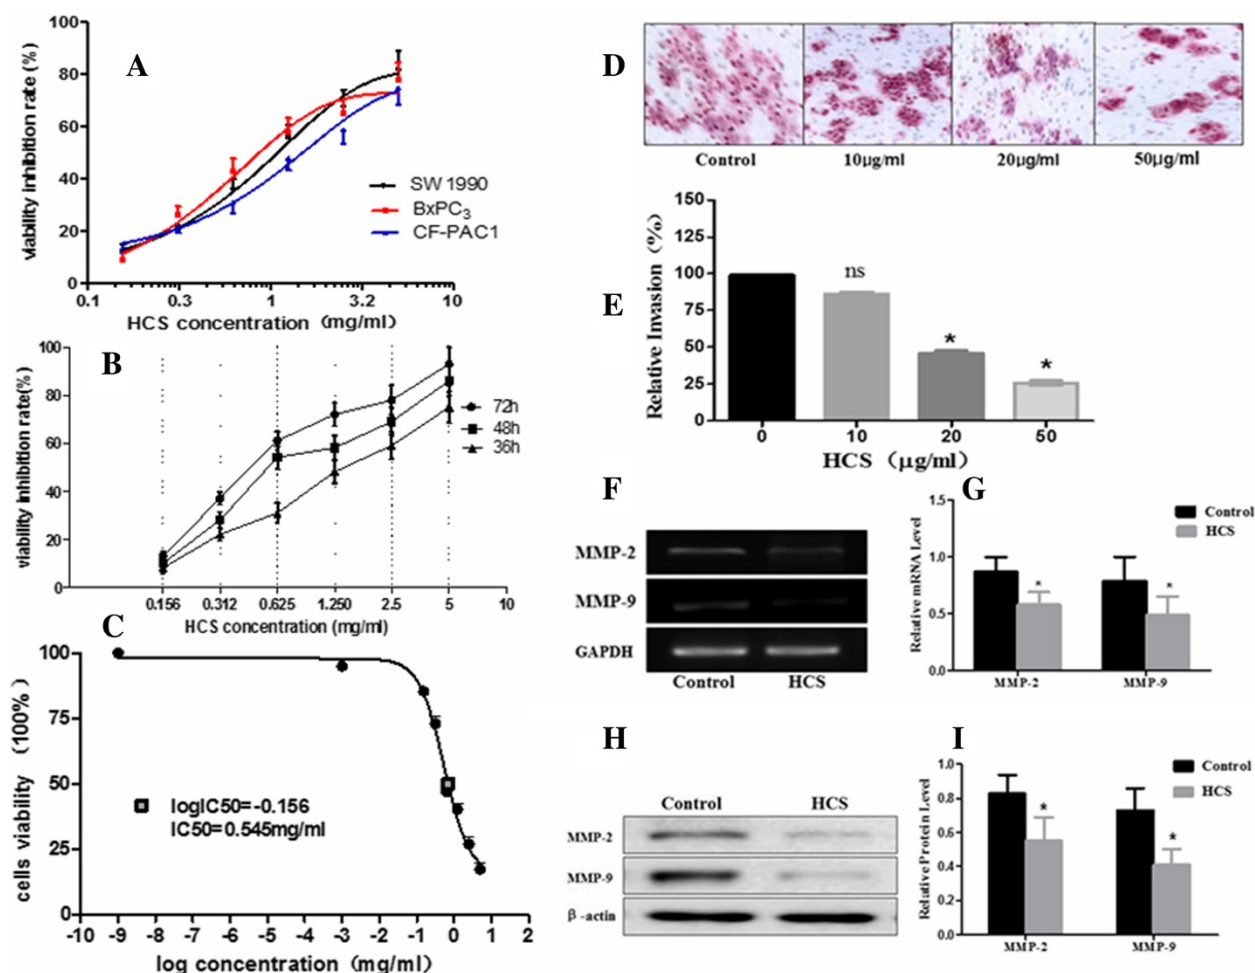 A
viability inhibition rate (%)
100
80
60
40
20
0
0.1
0.3
1
3.2
10
HCS concentration (mg/ml)
SW1990
BxPC3
CF-PAC1
B
viability inhibition rate(%)
100
80
60
40
20
0
0.156
0.312
0.625
1.250
2.5
5
10
HCS concentration (mg/ml)
72h
48h
36h
C
cells viability (100%)
100
75
50
25
0
logIC50=-0.156
IC50=0.545mg/ml
-10 -9 -8 -7 -6 -5 -4 -3 -2 -1 0 1 2
log concentration (mg/ml)
D
Control 10μg/ml 20μg/ml 50μg/ml
E
Relative Invasion (%)
150
125
100
75
50
25
0
ns
*
*
0 10 20 50
HCS (μg/ml)
F
MMP-2
MMP-9
GAPDH
Control HCS
G
Relative mRNA Level
1.5
1.0
0.5
0.0
Control
HCS
*
*
MMP-2 MMP-9
H
Control HCS
MMP-2
MMP-9
β-actin
I
Relative Protein Level
1.0
0.8
0.6
0.4
0.2
0.0
Control
HCS
*
*
MMP-2 MMP-9